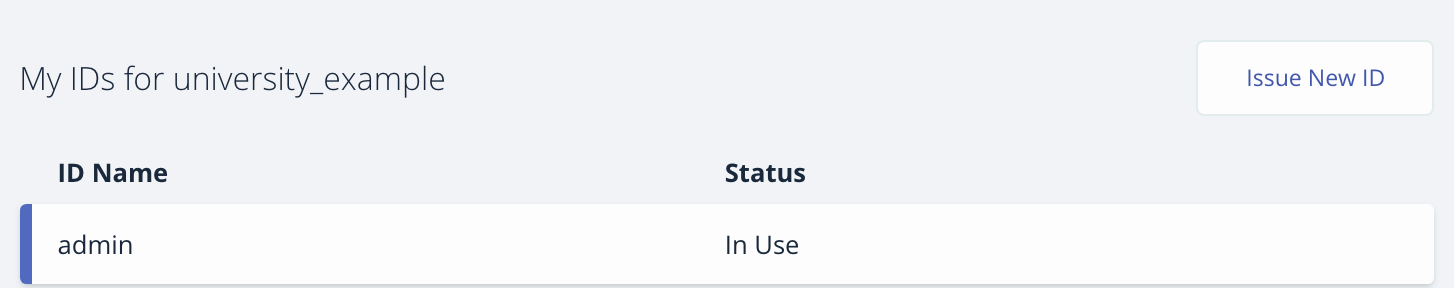 My IDs for university_example
Issue New ID
ID Name Status
admin In Use